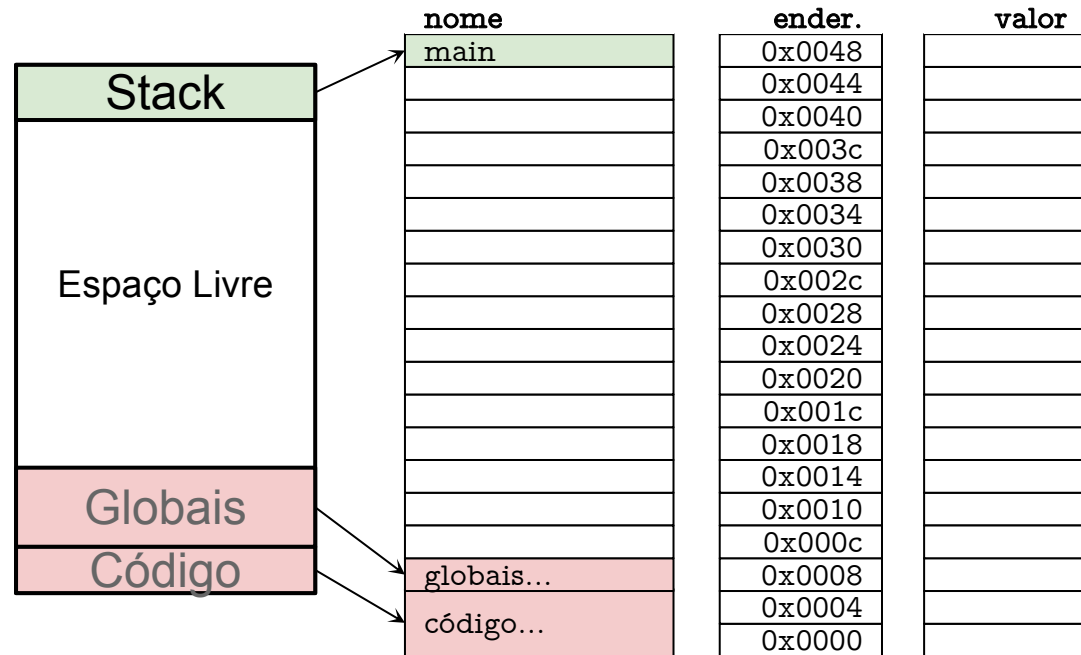 nome ender. valor
main 0x0048
Stack
0x0044
0x0040
0x003c
0x0038
0x0034
0x0030
Espaço Livre
0x002c
0x0028
0x0024
0x0020
0x001c
0x0018
0x0014
Globais
0x0010
0x000c
Código
globais... 0x0008
código...
0x0004
0x0000